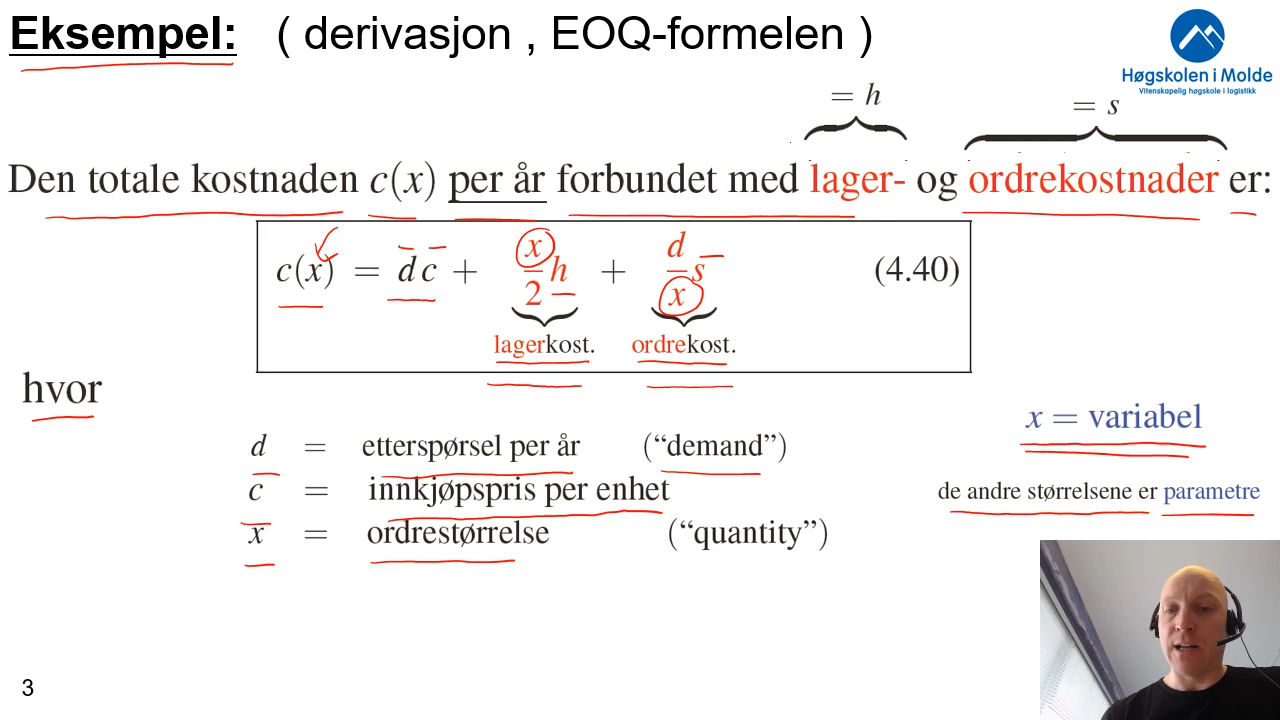 Eksempel: ( derivasjon , EOQ-formelen )
Høgskolen i Molde
Vitenskapelig høgskole i logistikk
= h
= s
Den totale kostnaden c(x) per år forbundet med lager- og ordrekostnader er:
c(x) = d c + x/2 h + d/x s (4.40)
lagerkost. ordrekost.
hvor
x = variabel
d = etterspørsel per år (“demand”)
c = innkjøpspris per enhet
de andre størrelsene er parametre
x = ordrestørrelse (“quantity”)
3